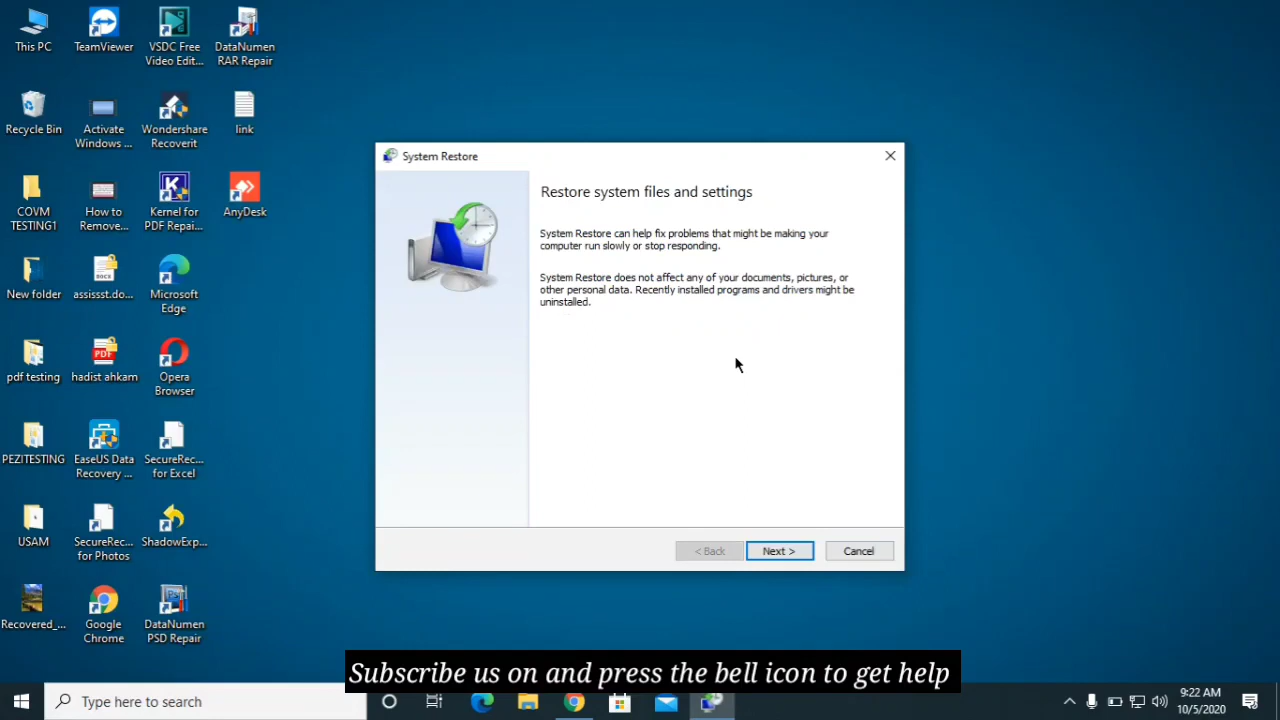 This PC
TeamViewer
VSDC Free
Video Edit...
DataNumen
RAR Repair
Recycle Bin
Activate
Windows ...
Wondershare
Recoverit
link
COVM
TESTING1
How to
Remove...
Kernel for
PDF Repai...
AnyDesk
New folder
assissst.do...
Microsoft
Edge
pdf testing
hadist ahkam
Opera
Browser
PEZITESTING
EaseUS Data
Recovery ...
SecureRec...
for Excel
USAM
SecureRec...
for Photos
ShadowExp...
Recovered_...
Google
Chrome
DataNumen
PSD Repair
System Restore
Restore system files and settings
System Restore can help fix problems that might be making your
computer run slowly or stop responding.
System Restore does not affect any of your documents, pictures, or
other personal data. Recently installed programs and drivers might be
uninstalled.
< Back
Next >
Cancel
Subscribe us on and press the bell icon to get help
Type here to search
9:22 AM
10/5/2020